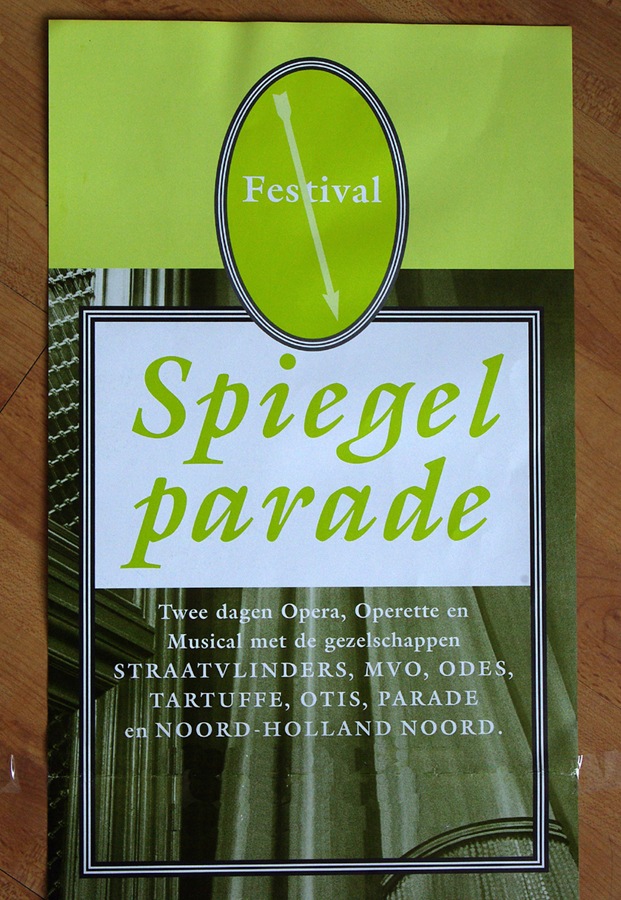 Festival
Spiegel
parade
Twee dagen Opera, Operette en
Musical met de gezelschappen
STRAATVLINDERS, MVO, ODES,
TARTUFFE, OTIS, PARADE
en NOORD-HOLLAND NOORD.